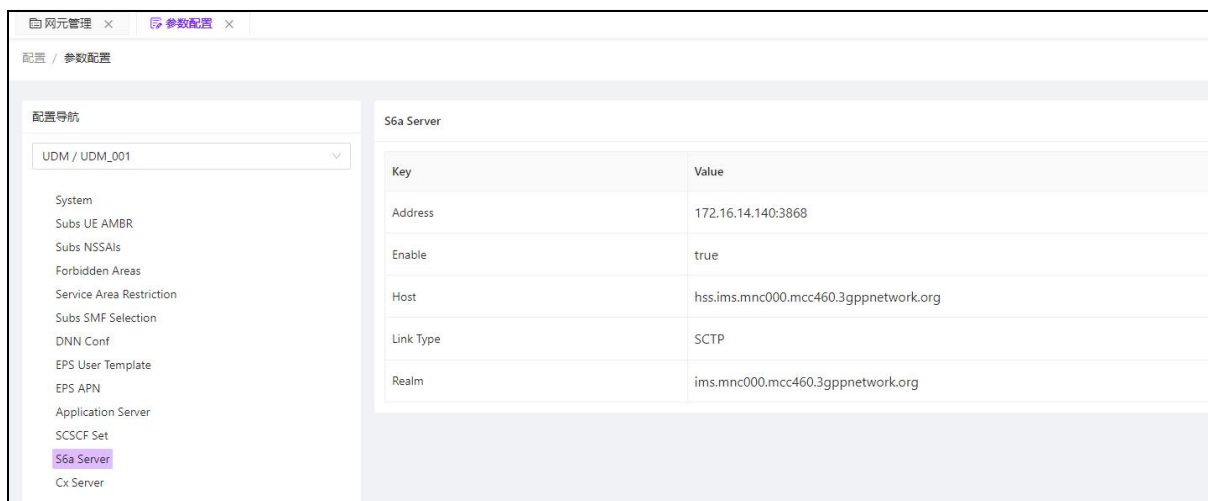 网元管理 × 参数配置 ×
配置 / 参数配置
配置导航
UDM / UDM_001
System
Subs UE AMBR
Subs NSSAIs
Forbidden Areas
Service Area Restriction
Subs SMF Selection
DNN Conf
EPS User Template
EPS APN
Application Server
SCSCF Set
S6a Server
Cx Server
S6a Server
Key Value
Address 172.16.14.140:3868
Enable true
Host hss.ims.mnc000.mcc460.3gppnetwork.org
Link Type SCTP
Realm ims.mnc000.mcc460.3gppnetwork.org